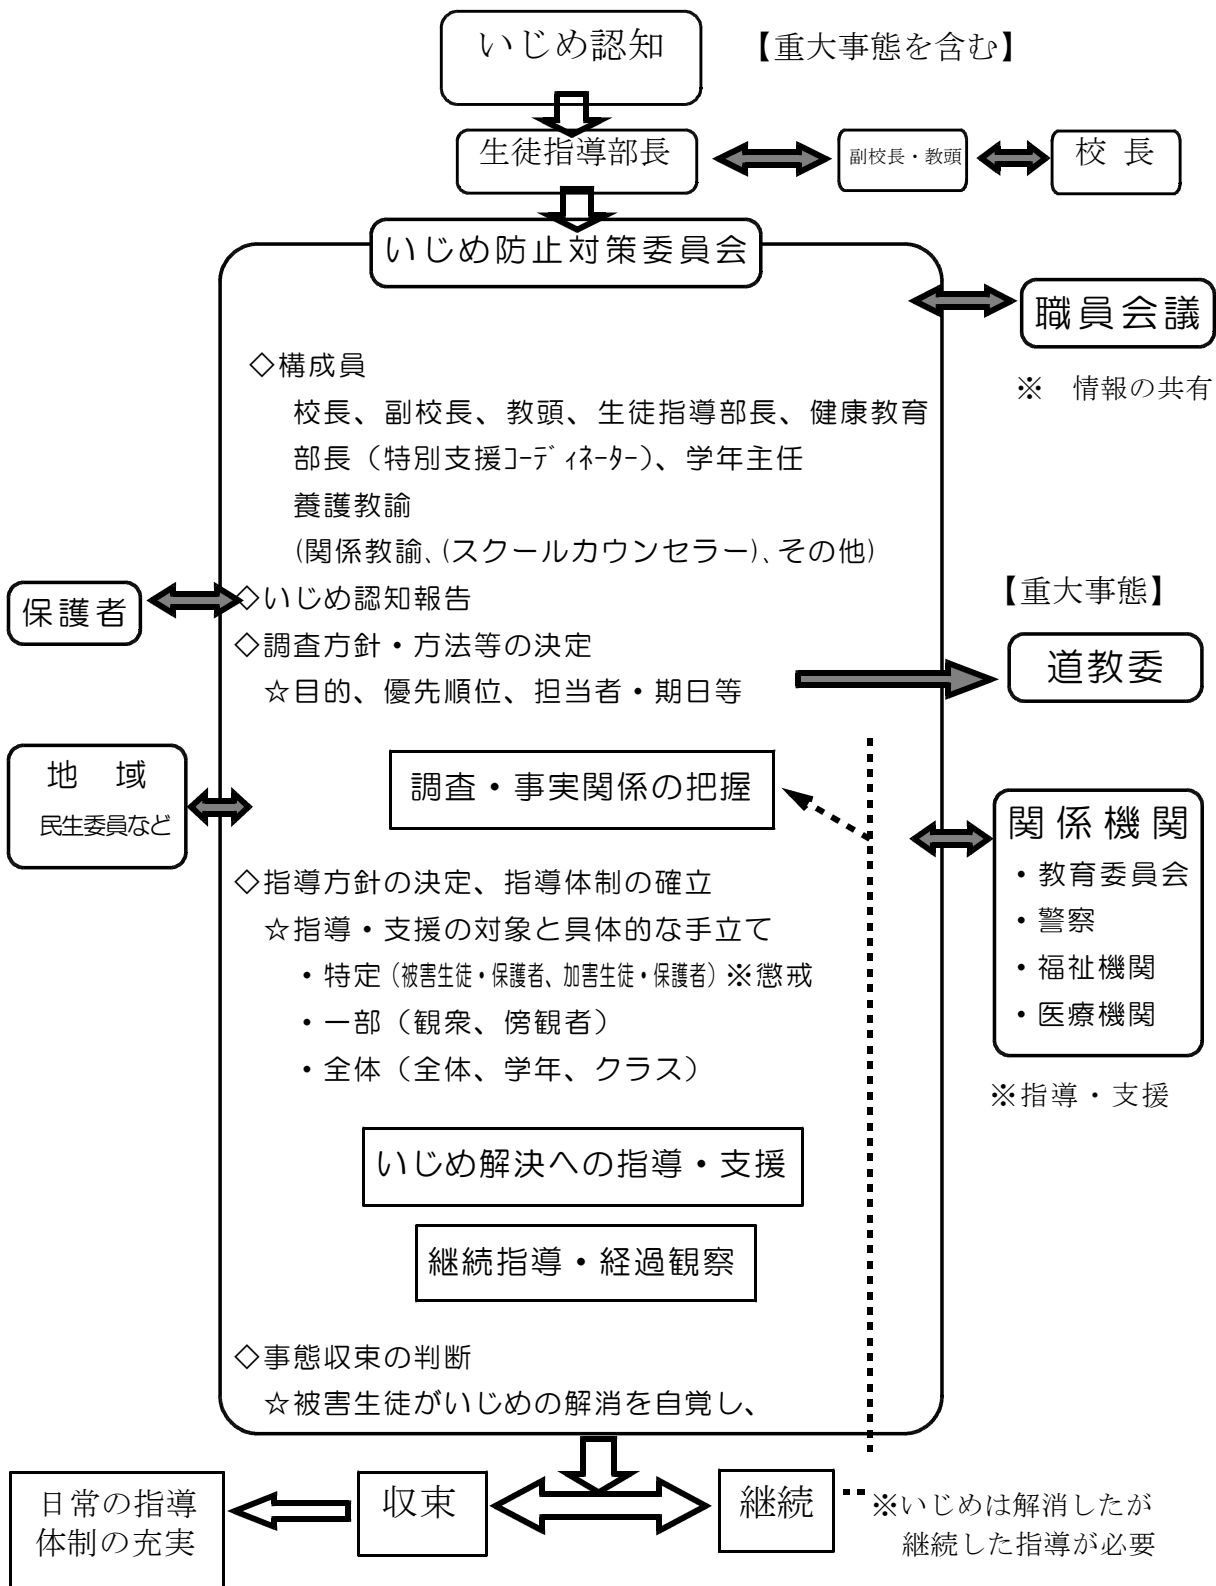 いじめ認知
【重大事態を含む】
生徒指導部長
副校長・教頭
校 長
いじめ防止対策委員会
職員会議
※　情報の共有
◇構成員
校長、副校長、教頭、生徒指導部長、健康教育
部長（特別支援ｺｰﾃﾞｨﾈｰﾀｰ）、学年主任
養護教諭
(関係教諭、(スクールカウンセラー)、その他)
保護者
◇いじめ認知報告
【重大事態】
◇調査方針・方法等の決定
道教委
☆目的、優先順位、担当者・期日等
地　域
民生委員など
調査・事実関係の把握
関係機関
・教育委員会
・警察
・福祉機関
・医療機関
※指導・支援
◇指導方針の決定、指導体制の確立
☆指導・支援の対象と具体的な手立て
・特定（被害生徒・保護者、加害生徒・保護者）※懲戒
・一部（観衆、傍観者）
・全体（全体、学年、クラス）
いじめ解決への指導・支援
継続指導・経過観察
◇事態収束の判断
☆被害生徒がいじめの解消を自覚し、
日常の指導
体制の充実
収束
継続
※いじめは解消したが
継続した指導が必要